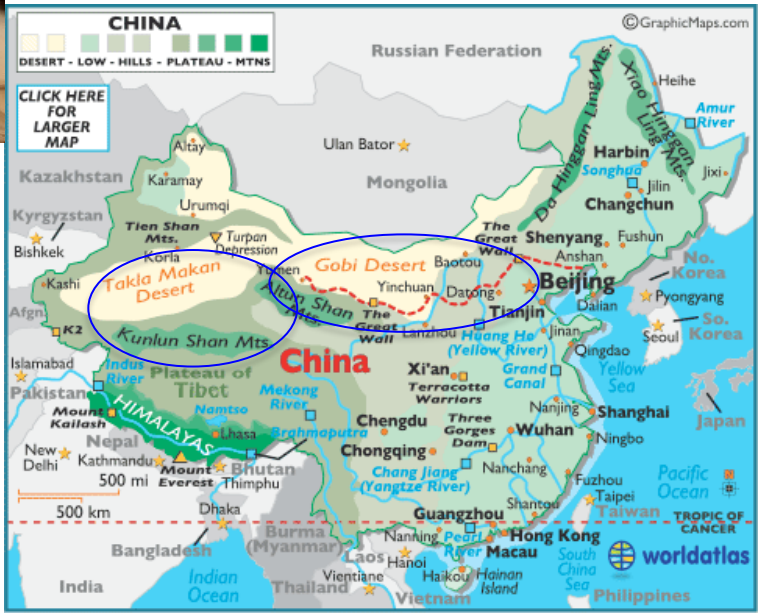 CHINA
DESERT - LOW - HILLS - PLATEAU - MTNS
©GraphicMaps.com
CLICK HERE
FOR
LARGER
MAP
Russian Federation
Da Hinggan Ling Mts.
Xiao Hinggan
Ling Mts.
Heihe
Amur
River
Altay
Ulan Bator
Harbin
Songhua
Jixi
Kazakhstan
Karamay
Mongolia
Jilin
Changchun
Kyrgyzstan
Urumqi
Tien Shan
Mts.
Turpan
Depression
The
Great
Wall
Shenyang
Fushun
Bishkek
Korla
Anshan
No.
Korea
Kashi
Takla Makan
Desert
Yumen
Gobi Desert
Baotou
Beijing
Yinchuan
Datong
Pyongyang
Altun Shan
Mts.
Tianjin
Dalian
Afgn.
K2
Kunlun Shan Mts.
The
Great
Wall
Lanzhou
Huang Ho
(Yellow River)
Jinan
Seoul
So.
Korea
Islamabad
Indus
River
China
Qingdao
Plateau of
Tibet
Xi'an
Terracotta
Warriors
Grand
Canal
Yellow
Sea
Pakistan
Mekong
River
Japan
Mount
Kailash
HIMALAYAS
Namtso
Lhasa
Brahmaputra
Chengdu
Three
Gorges
Dam
Wuhan
Nanjing
Shanghai
New
Delhi
Nepal
Kathmandu
Mount
Everest
Bhutan
Thimphu
Chongqing
Chang Jiang
(Yangtze River)
Nanchang
Ningbo
500 mi
500 km
Fuzhou
Pacific
Ocean
Dhaka
Guangzhou
Shantou
Taipei
Taiwan
TROPIC OF
CANCER
Bangladesh
Burma
(Myanmar)
Nanning
Pearl
River
Hong Kong
Macau
India
Indian
Ocean
Laos
Hanoi
Vientiane
Thailand
Vietnam
Haikou
Hainan
Island
South
China
Sea
worldatlas
Philippines